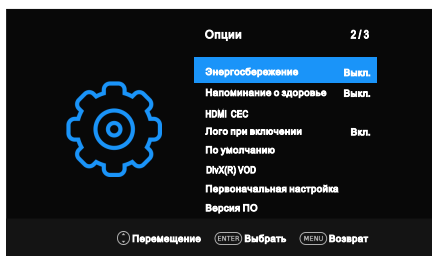 Опции 2/3
Энергосбережение Выкл.
Напоминание о здоровье Выкл.
HDMI CEC
Лого при включении Вкл.
По умолчанию
DivX(R) VOD
Первоначальная настройка
Версия ПО
Перемещение ENTER Выбрать MENU Возврат